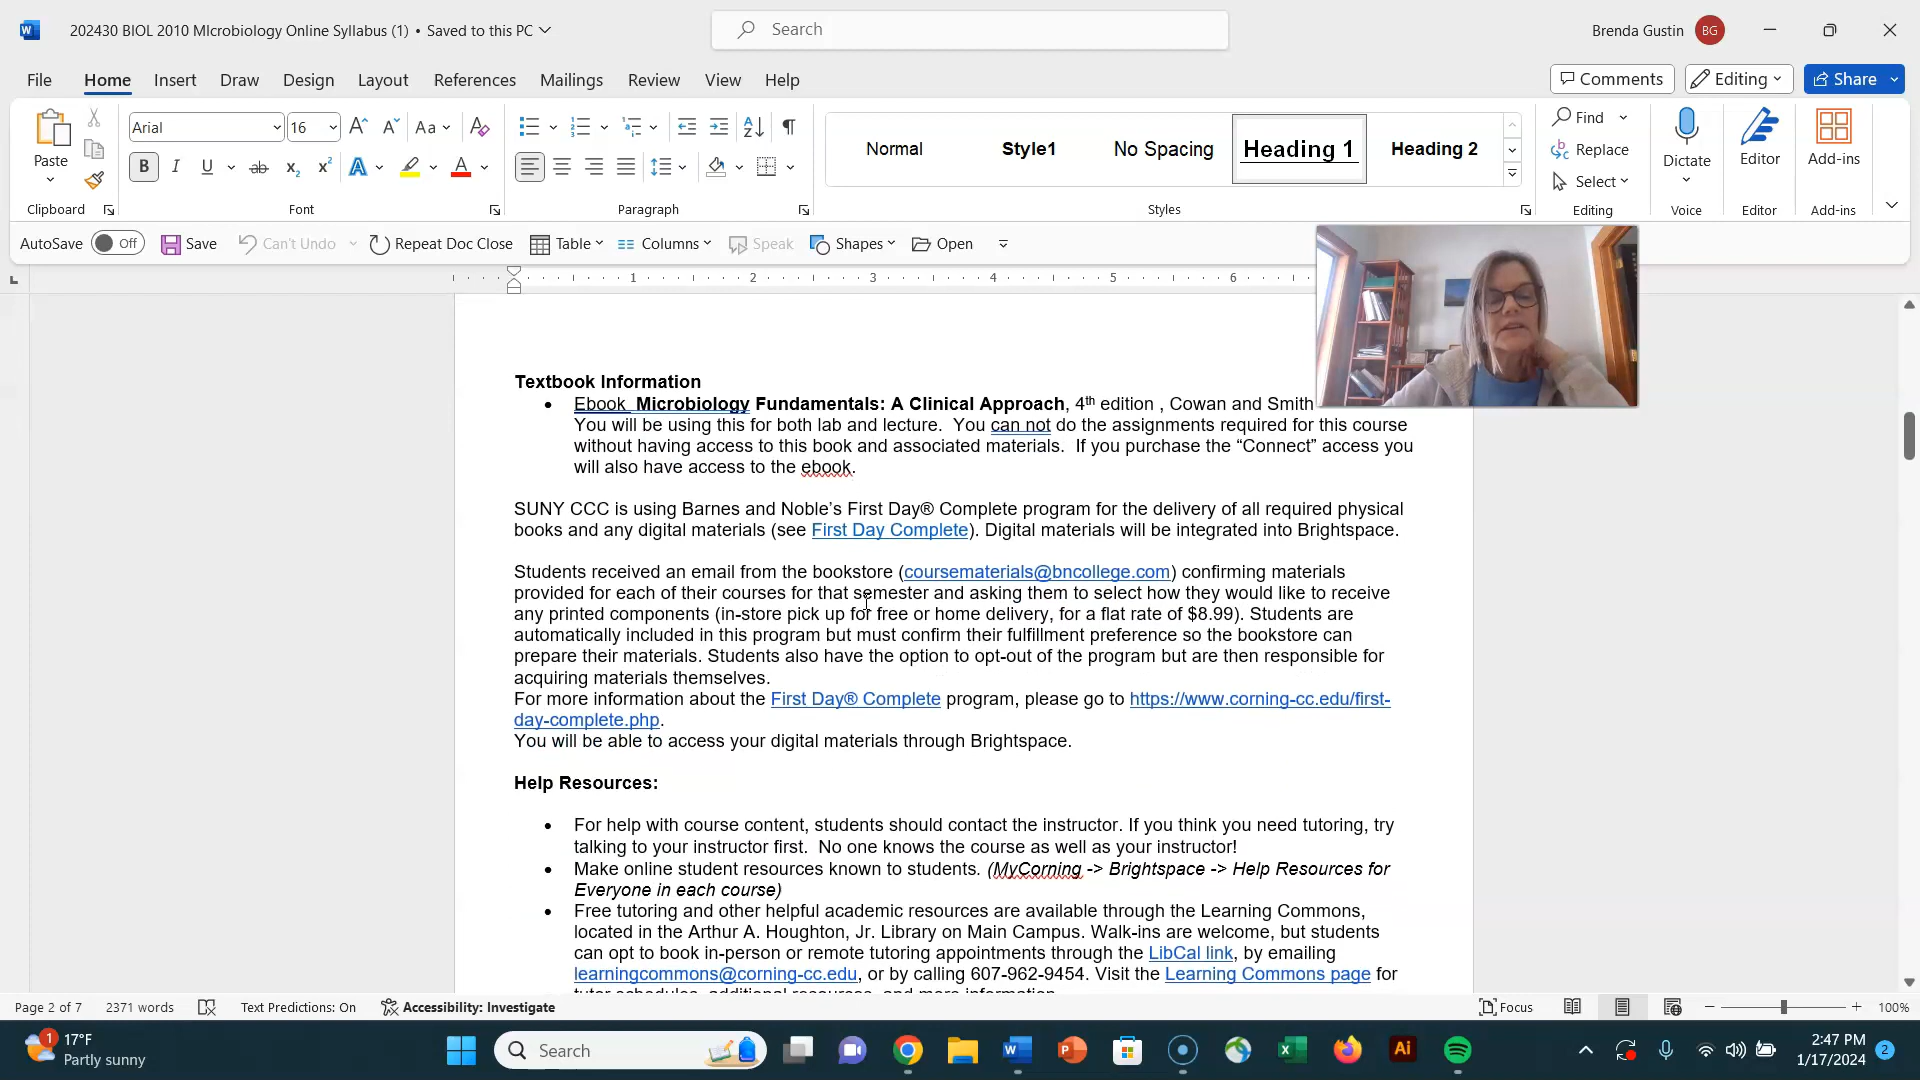 202430 BIOL 2010 MIcrobiology Online Syllabus (1) • Saved to this PC
Search
Brenda Gustin
BG
File
Home
Insert
Draw
Design
Layout
References
Mailings
Review
View
Help
Comments
Editing
Share
Paste
Arial
16
Aa
B I U ab x₂ x² A A
Normal
Style1
No Spacing
Heading 1
Heading 2
Find
Replace
Select
Dictate
Editor
Add-ins
Clipboard
Font
Paragraph
Styles
Editing
Voice
Editor
Add-ins
AutoSave
Off
Save
Can't Undo
Repeat Doc Close
Table
Columns
Speak
Shapes
Open
1 2 3 4 5 6
Textbook Information
• Ebook Microbiology Fundamentals: A Clinical Approach, 4th edition , Cowan and Smith
You will be using this for both lab and lecture. You can not do the assignments required for this course
without having access to this book and associated materials. If you purchase the “Connect” access you
will also have access to the ebook.
SUNY CCC is using Barnes and Noble’s First Day® Complete program for the delivery of all required physical
books and any digital materials (see First Day Complete). Digital materials will be integrated into Brightspace.
Students received an email from the bookstore (coursematerials@bncollege.com) confirming materials
provided for each of their courses for that semester and asking them to select how they would like to receive
any printed components (in-store pick up for free or home delivery, for a flat rate of $8.99). Students are
automatically included in this program but must confirm their fulfillment preference so the bookstore can
prepare their materials. Students also have the option to opt-out of the program but are then responsible for
acquiring materials themselves.
For more information about the First Day® Complete program, please go to https://www.corning-cc.edu/first-
day-complete.php.
You will be able to access your digital materials through Brightspace.
Help Resources:
• For help with course content, students should contact the instructor. If you think you need tutoring, try
talking to your instructor first. No one knows the course as well as your instructor!
• Make online student resources known to students. (MyCorning -> Brightspace -> Help Resources for
Everyone in each course)
• Free tutoring and other helpful academic resources are available through the Learning Commons,
located in the Arthur A. Houghton, Jr. Library on Main Campus. Walk-ins are welcome, but students
can opt to book in-person or remote tutoring appointments through the LibCal link, by emailing
learningcommons@corning-cc.edu, or by calling 607-962-9454. Visit the Learning Commons page for
tutor schedules, additional resources, and more information.
Page 2 of 7
2371 words
Text Predictions: On
Accessibility: Investigate
Focus
100%
1
17°F
Partly sunny
Search
Ai
2:47 PM
1/17/2024
2